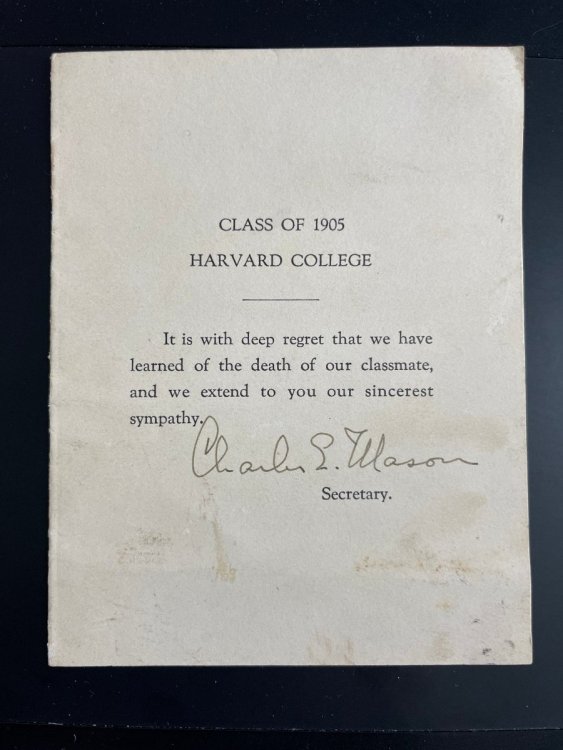 CLASS OF 1905
HARVARD COLLEGE
It is with deep regret that we have
learned of the death of our classmate,
and we extend to you our sincerest
sympathy.
Charles E. Mason
Secretary.